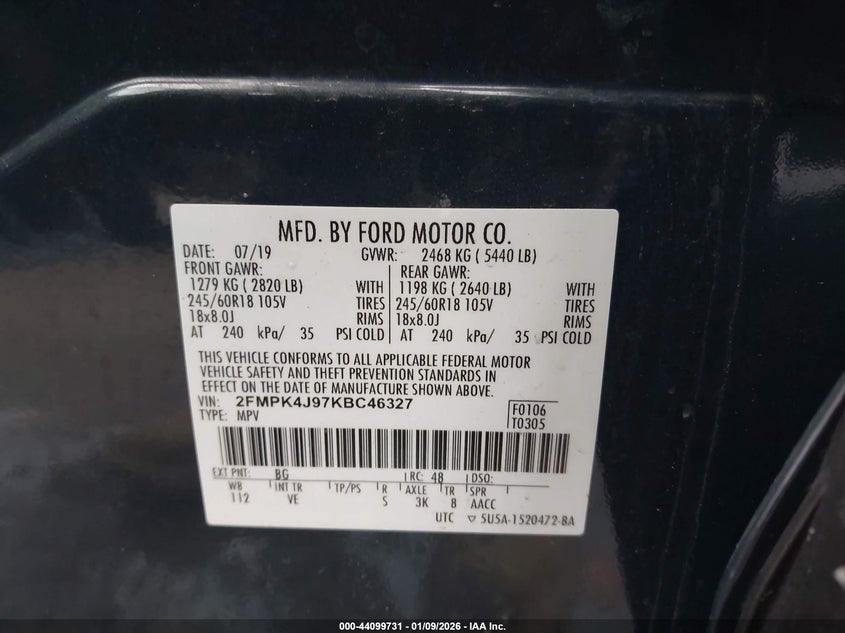 MFD. BY FORD MOTOR CO.
DATE: 07/19 GVWR: 2468 KG ( 5440 LB)
FRONT GAWR: REAR GAWR:
1279 KG ( 2820 LB) WITH 1198 KG ( 2640 LB) WITH
245/60R18 105V TIRES 245/60R18 105V TIRES
18x8.0J RIMS 18x8.0J RIMS
AT 240 kPa/ 35 PSI COLD AT 240 kPa/ 35 PSI COLD
THIS VEHICLE CONFORMS TO ALL APPLICABLE FEDERAL MOTOR
VEHICLE SAFETY AND THEFT PREVENTION STANDARDS IN
EFFECT ON THE DATE OF MANUFACTURE SHOWN ABOVE.
VIN: 2FMPK4J97KBC46327 F0106
TYPE: MPV T0305
EXT PNT: BG RC: 48 DSO:
WB INT TR TP/PS R AXLE TR SPR
112 VE S 3K 8 AACC
UTC ▽ 5U5A-1520472-BA
000-44099731 - 01/09/2026 - IAA Inc.